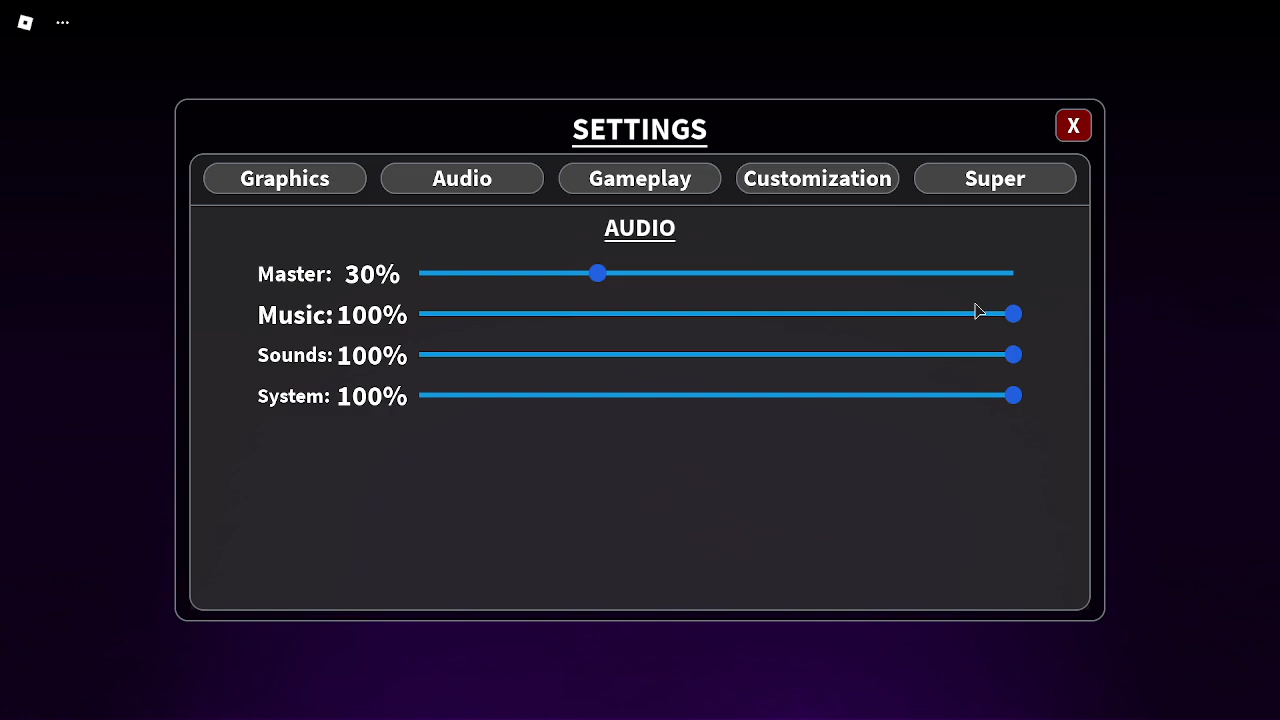 SETTINGS
X
Graphics Audio Gameplay Customization Super
AUDIO
Master: 30%
Music: 100%
Sounds: 100%
System: 100%